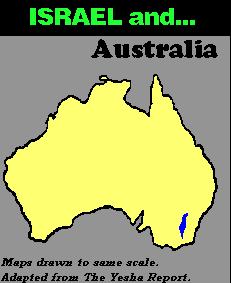 ISRAEL and...
Australia
Maps drawn to same scale.
Adapted from The Yesha Report.